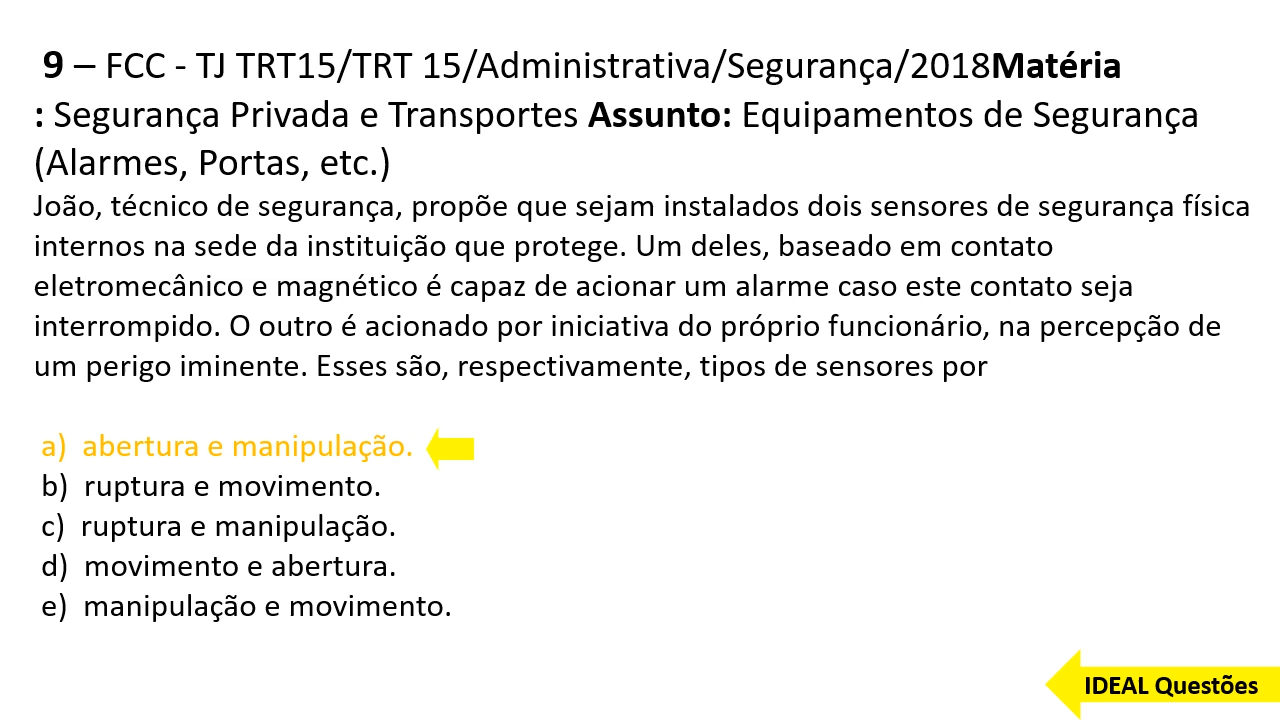 9 – FCC - TJ TRT15/TRT 15/Administrativa/Segurança/2018Matéria
: Segurança Privada e Transportes Assunto: Equipamentos de Segurança
(Alarmes, Portas, etc.)
João, técnico de segurança, propõe que sejam instalados dois sensores de segurança física
internos na sede da instituição que protege. Um deles, baseado em contato
eletromecânico e magnético é capaz de acionar um alarme caso este contato seja
interrompido. O outro é acionado por iniciativa do próprio funcionário, na percepção de
um perigo iminente. Esses são, respectivamente, tipos de sensores por
a) abertura e manipulação.
b) ruptura e movimento.
c) ruptura e manipulação.
d) movimento e abertura.
e) manipulação e movimento.
IDEAL Questões